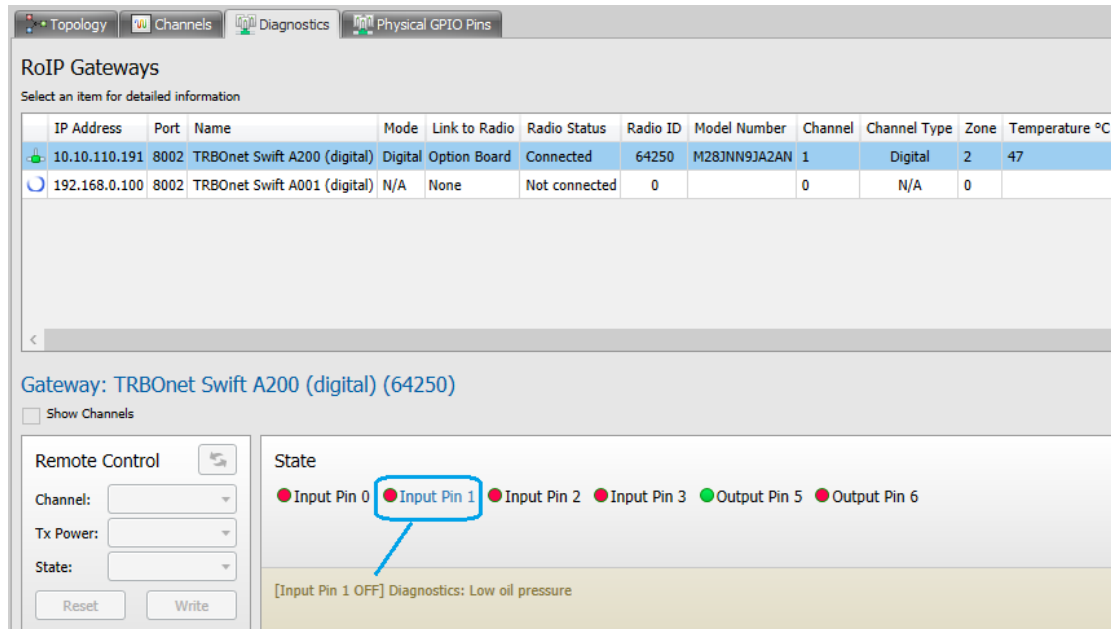 Topology Channels Diagnostics Physical GPIO Pins
RoIP Gateways
Select an item for detailed information
IP Address Port Name Mode Link to Radio Radio Status Radio ID Model Number Channel Channel Type Zone Temperature °C
10.10.110.191 8002 TRBOnet Swift A200 (digital) Digital Option Board Connected 64250 M28JNN9JA2AN 1 Digital 2 47
192.168.0.100 8002 TRBOnet Swift A001 (digital) N/A None Not connected 0 0 N/A 0
Gateway: TRBOnet Swift A200 (digital) (64250)
Show Channels
Remote Control
Channel:
Tx Power:
State:
Reset Write
State
Input Pin 0 Input Pin 1 Input Pin 2 Input Pin 3 Output Pin 5 Output Pin 6
[Input Pin 1 OFF] Diagnostics: Low oil pressure